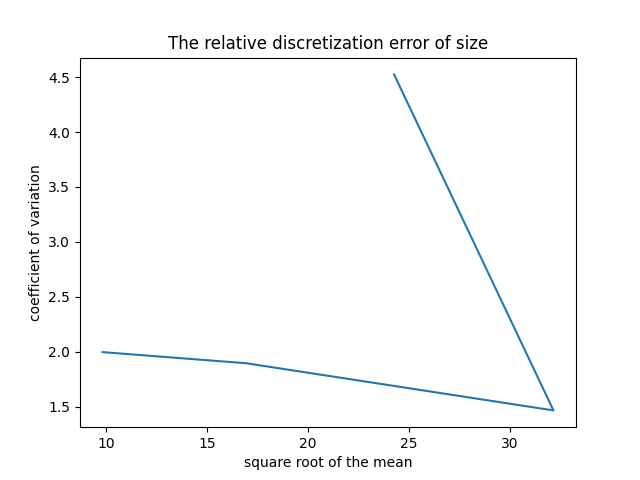 The relative discretization error of size
4.5
4.0
3.5
3.0
2.5
2.0
1.5
coefficient of variation
10 15 20 25 30
square root of the mean